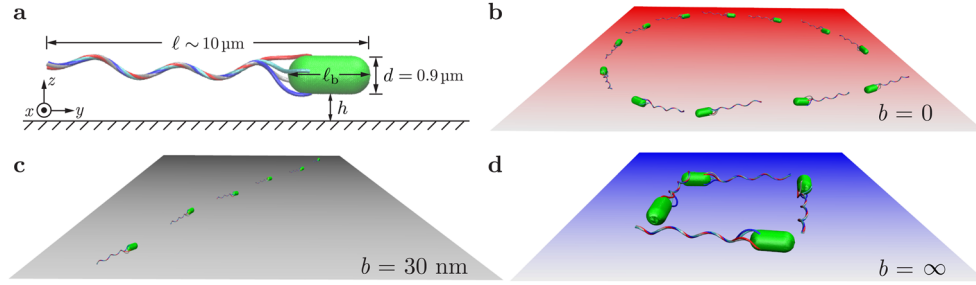 a
ℓ ∼ 10 μm
ℓb
d = 0.9 μm
h
z
x
y
b
b = 0
c
b = 30 nm
d
b = ∞